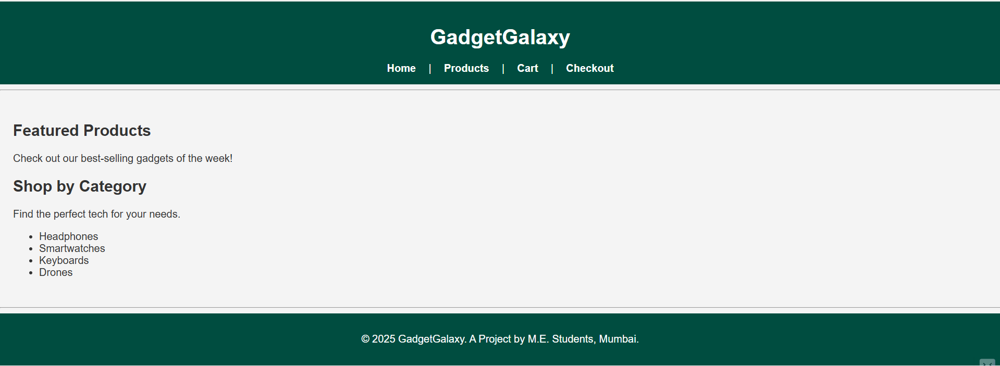 GadgetGalaxy
Home | Products | Cart | Checkout
Featured Products
Check out our best-selling gadgets of the week!
Shop by Category
Find the perfect tech for your needs.
• Headphones
• Smartwatches
• Keyboards
• Drones
© 2025 GadgetGalaxy. A Project by M.E. Students, Mumbai.